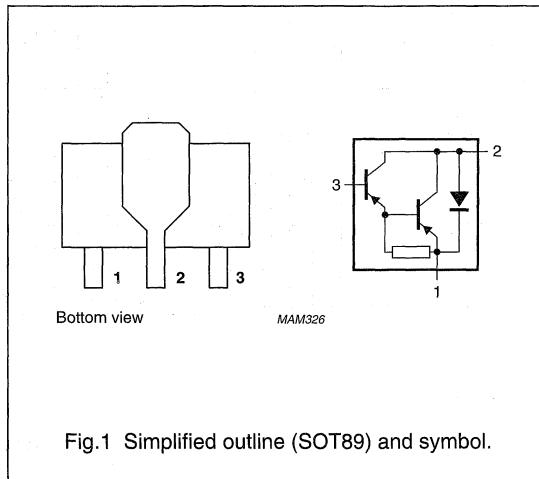 2
3
1
1 2 3
Bottom view
MAM326
Fig.1 Simplified outline (SOT89) and symbol.